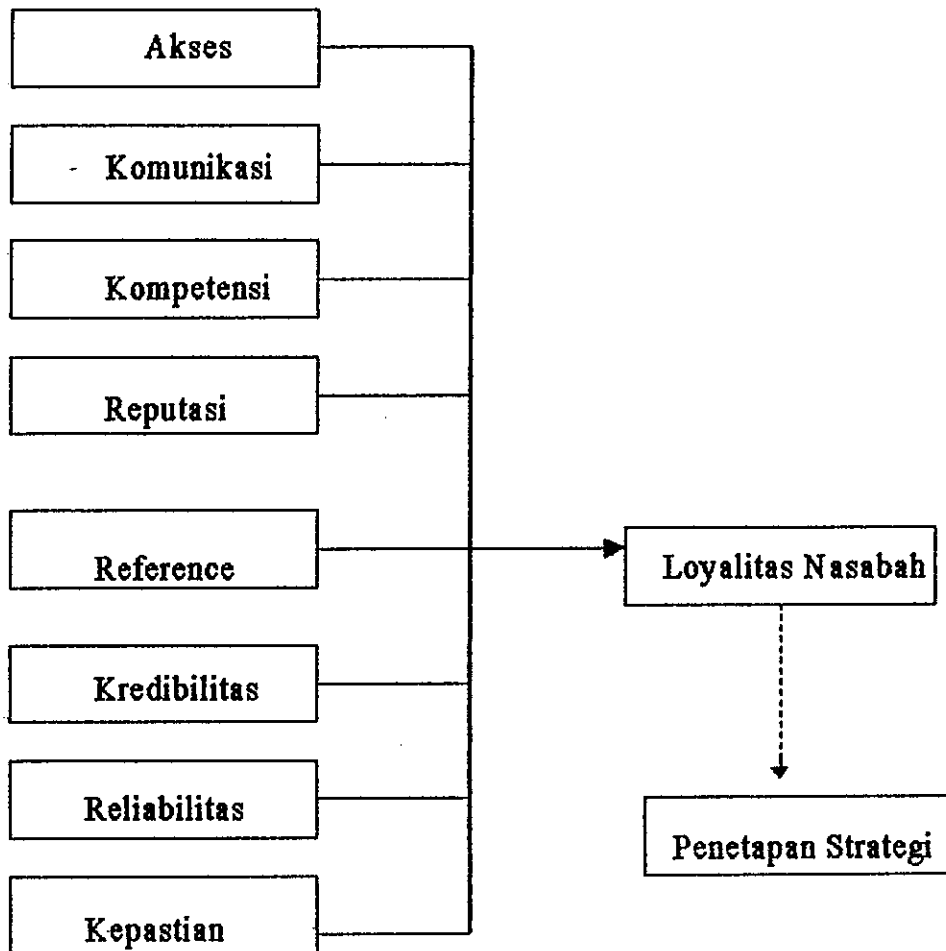 Akses
Komunikasi
Kompetensi
Reputasi
Reference
Loyalitas Nasabah
Kredibilitas
Reliabilitas
Penetapan Strategi
Kepastian